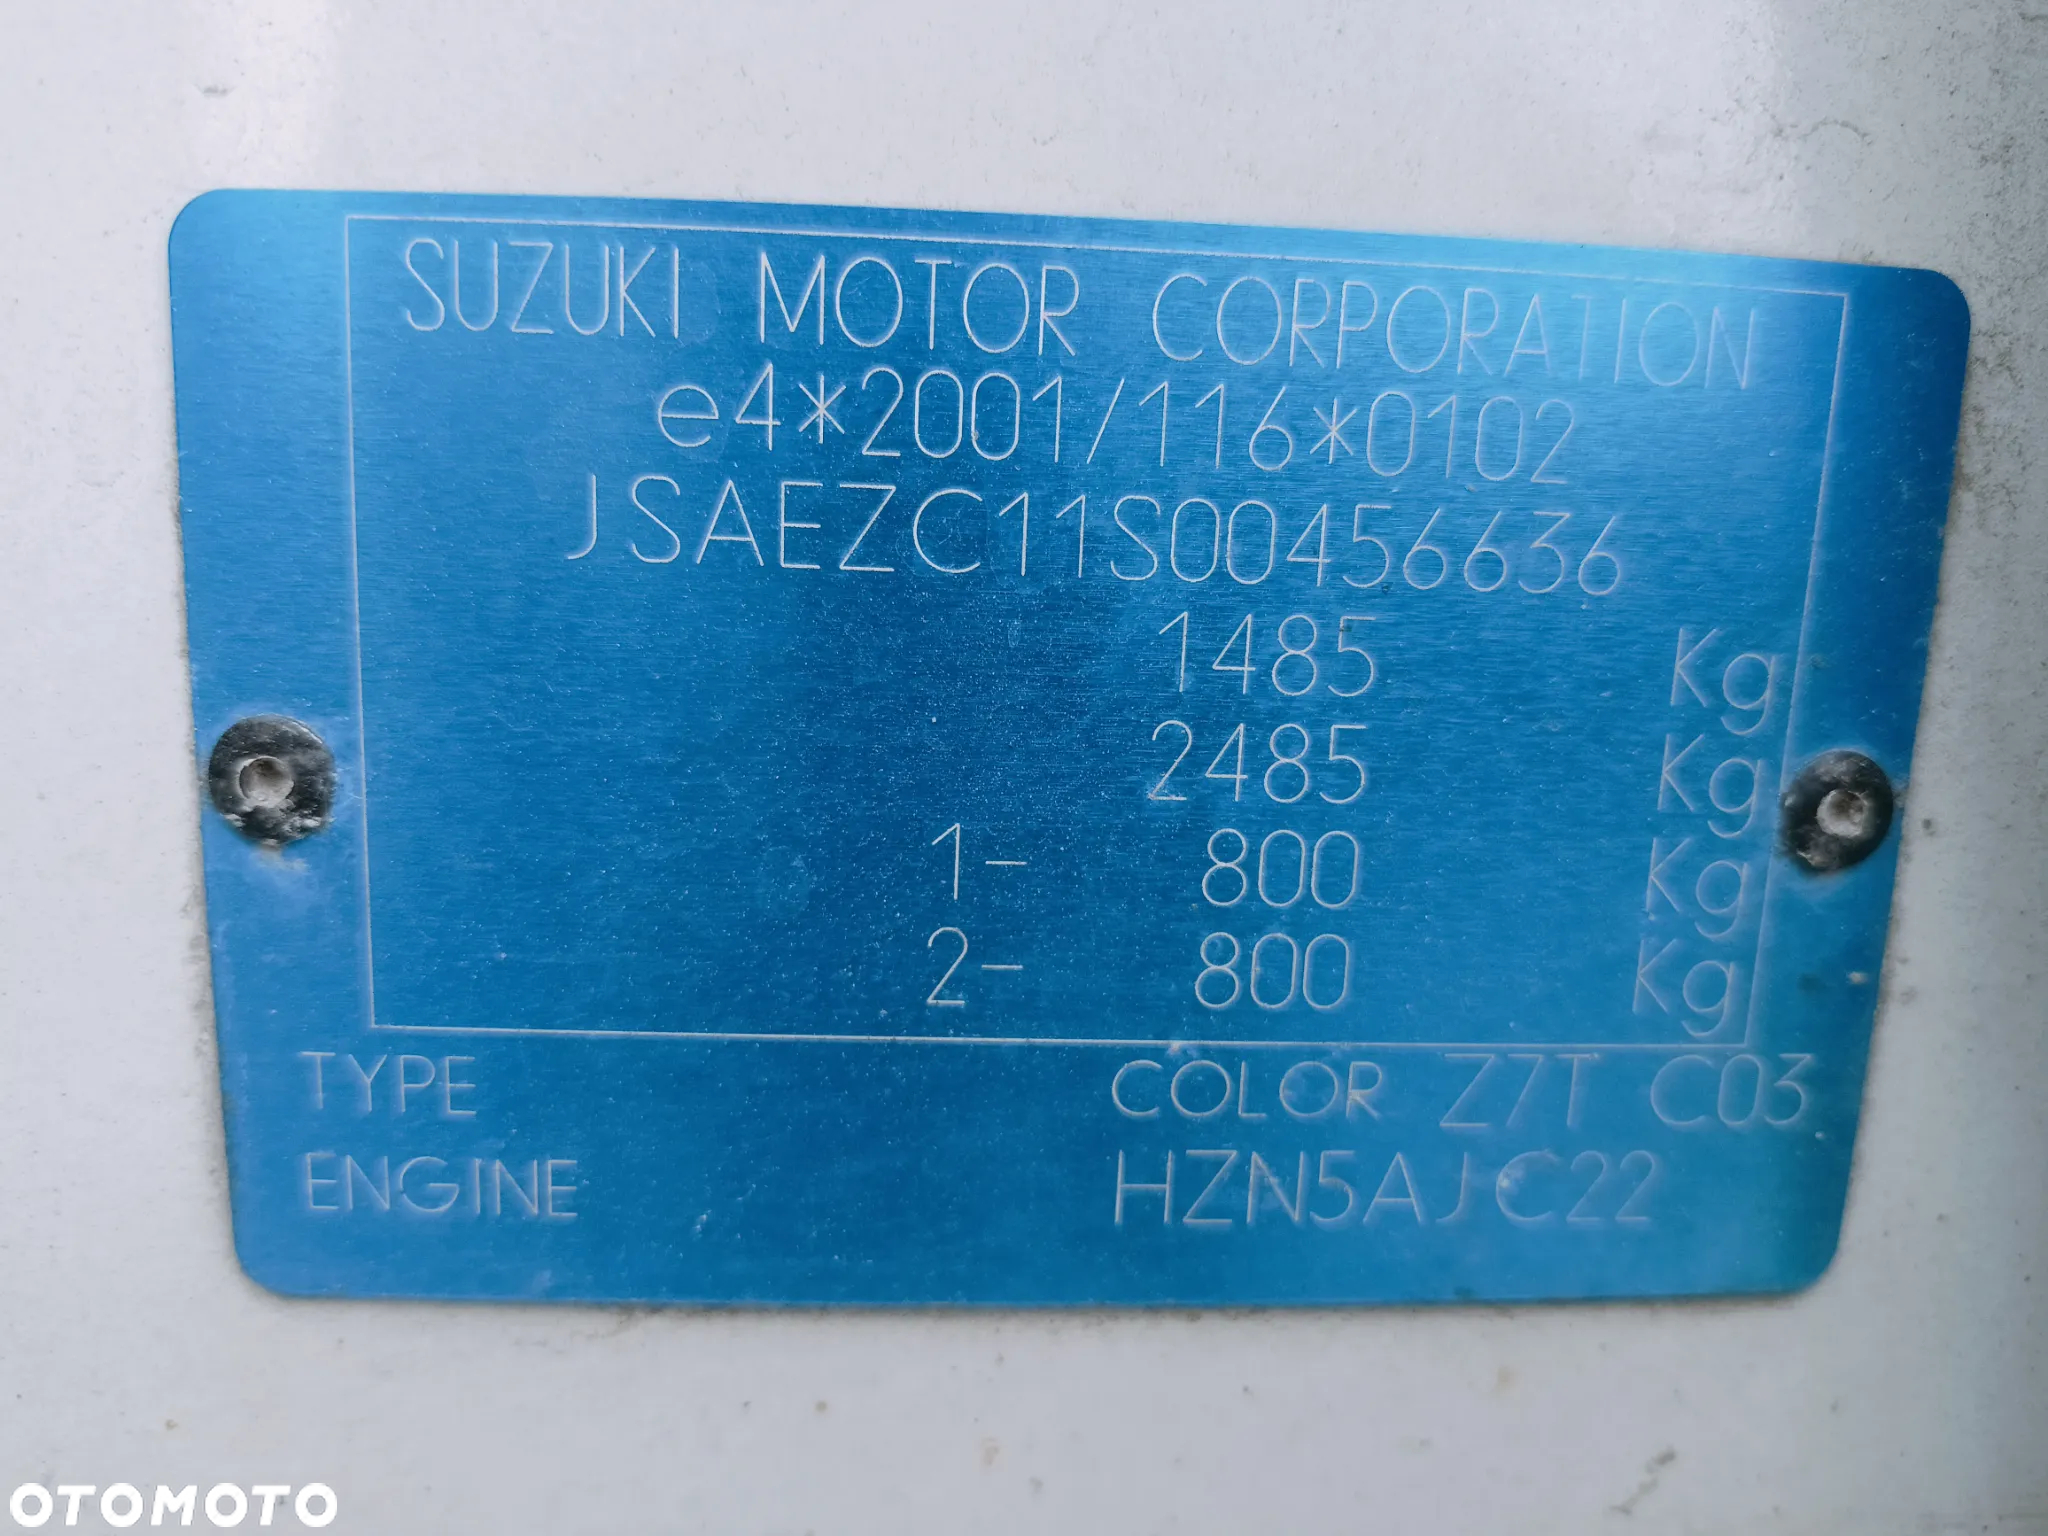 SUZUKI MOTOR CORPORATION
e4*2001/116*0102
JSAEZC11S00456636
1485 Kg
2485 Kg
1- 800 Kg
2- 800 Kg
TYPE COLOR Z7T C03
ENGINE HZN5AJC22
OTOMOTO